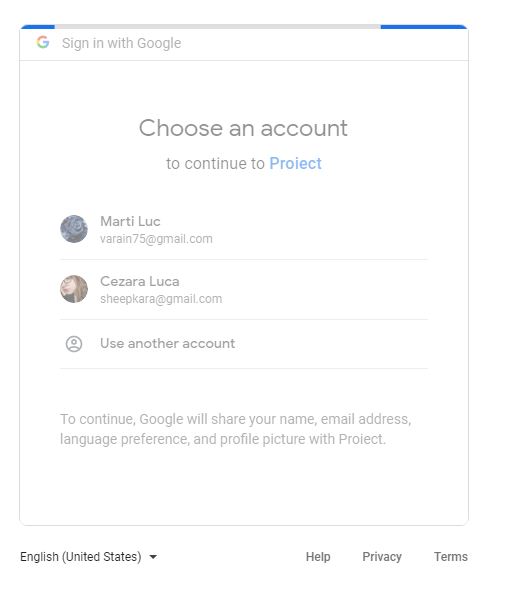 Sign in with Google
Choose an account
to continue to Proiect
Marti Luc
varain75@gmail.com
Cezara Luca
sheepkara@gmail.com
Use another account
To continue, Google will share your name, email address,
language preference, and profile picture with Proiect.
English (United States)
Help Privacy Terms